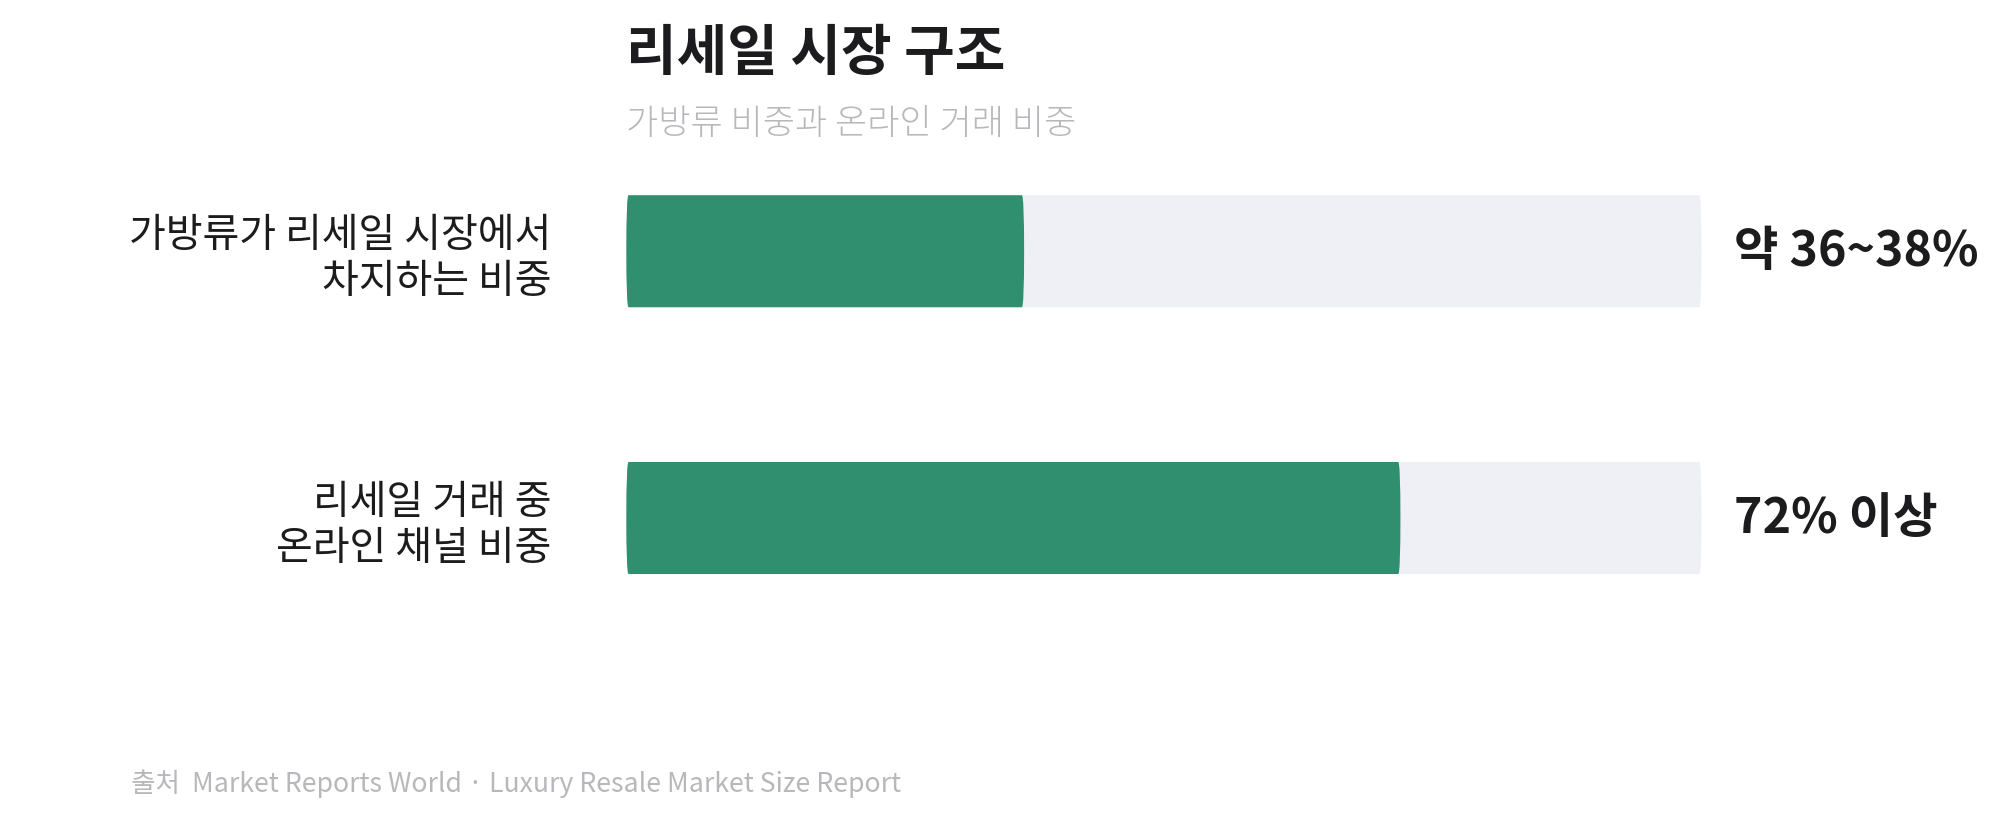 리세일 시장 구조
가방류 비중과 온라인 거래 비중
가방류가 리세일 시장에서
차지하는 비중
약 36~38%
리세일 거래 중
온라인 채널 비중
72% 이상
출처 Market Reports World · Luxury Resale Market Size Report